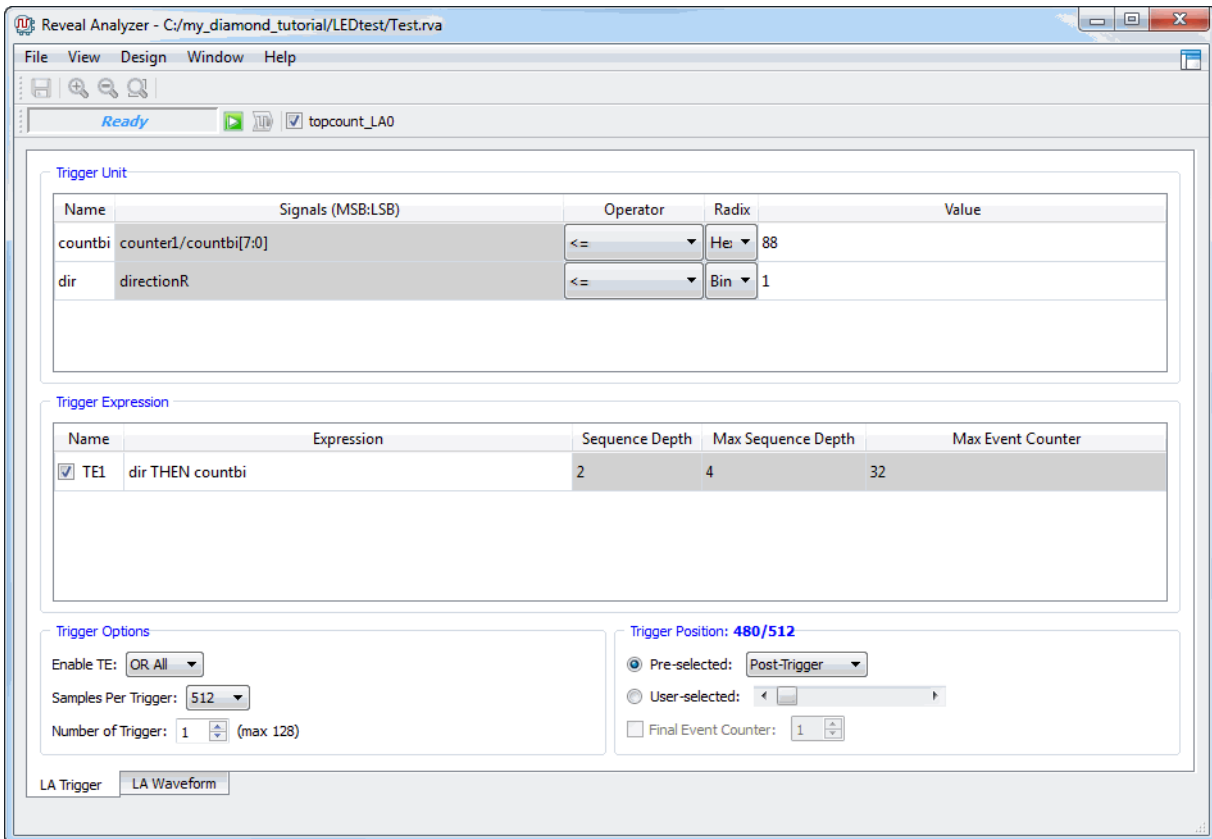 Reveal Analyzer - C:/my_diamond_tutorial/LEDtest/Test.rva
File View Design Window Help
Ready topcount_LA0
Trigger Unit
Name Signals (MSB:LSB) Operator Radix Value
countbi counter1/countbi[7:0] <= He: 88
dir directionR <= Bin 1
Trigger Expression
Name Expression Sequence Depth Max Sequence Depth Max Event Counter
TE1 dir THEN countbi 2 4 32
Trigger Options
Enable TE: OR All
Samples Per Trigger: 512
Number of Trigger: 1 (max 128)
Trigger Position: 480/512
Pre-selected: Post-Trigger
User-selected:
Final Event Counter: 1
LA Trigger LA Waveform